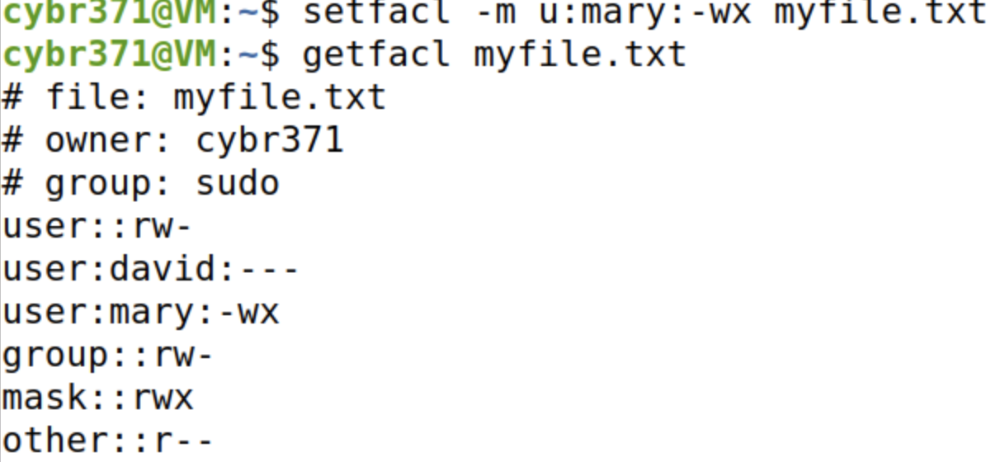 cybr371@VM:~$ setfacl -m u:mary:-wx myfile.txt
cybr371@VM:~$ getfacl myfile.txt
# file: myfile.txt
# owner: cybr371
# group: sudo
user::rw-
user:david:---
user:mary:-wx
group::rw-
mask::rwx
other::r--